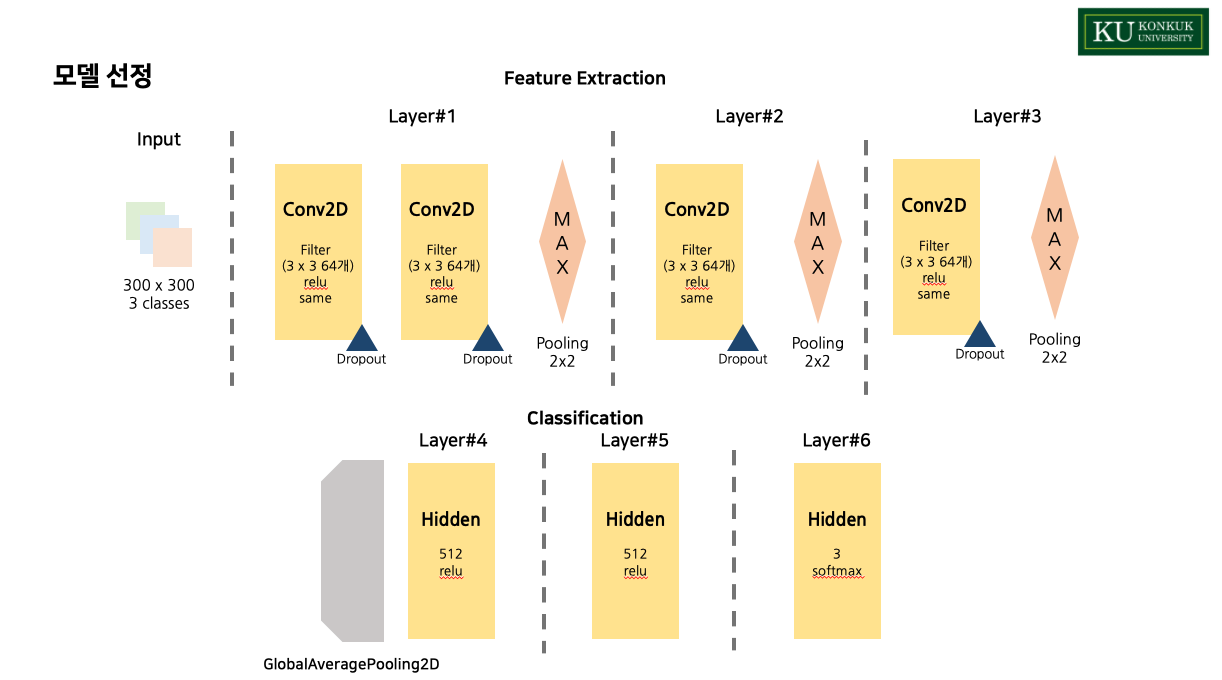 KU KONKUK
UNIVERSITY
모델 선정
Feature Extraction
Input
Layer#1
Layer#2
Layer#3
300 x 300
3 classes
Conv2D
Filter
(3 x 3 64개)
relu
same
Dropout
Conv2D
Filter
(3 x 3 64개)
relu
same
Dropout
M
A
X
Pooling
2x2
Conv2D
Filter
(3 x 3 64개)
relu
same
Dropout
M
A
X
Pooling
2x2
Conv2D
Filter
(3 x 3 64개)
relu
same
Dropout
M
A
X
Pooling
2x2
Classification
Layer#4
Layer#5
Layer#6
GlobalAveragePooling2D
Hidden
512
relu
Hidden
512
relu
Hidden
3
softmax